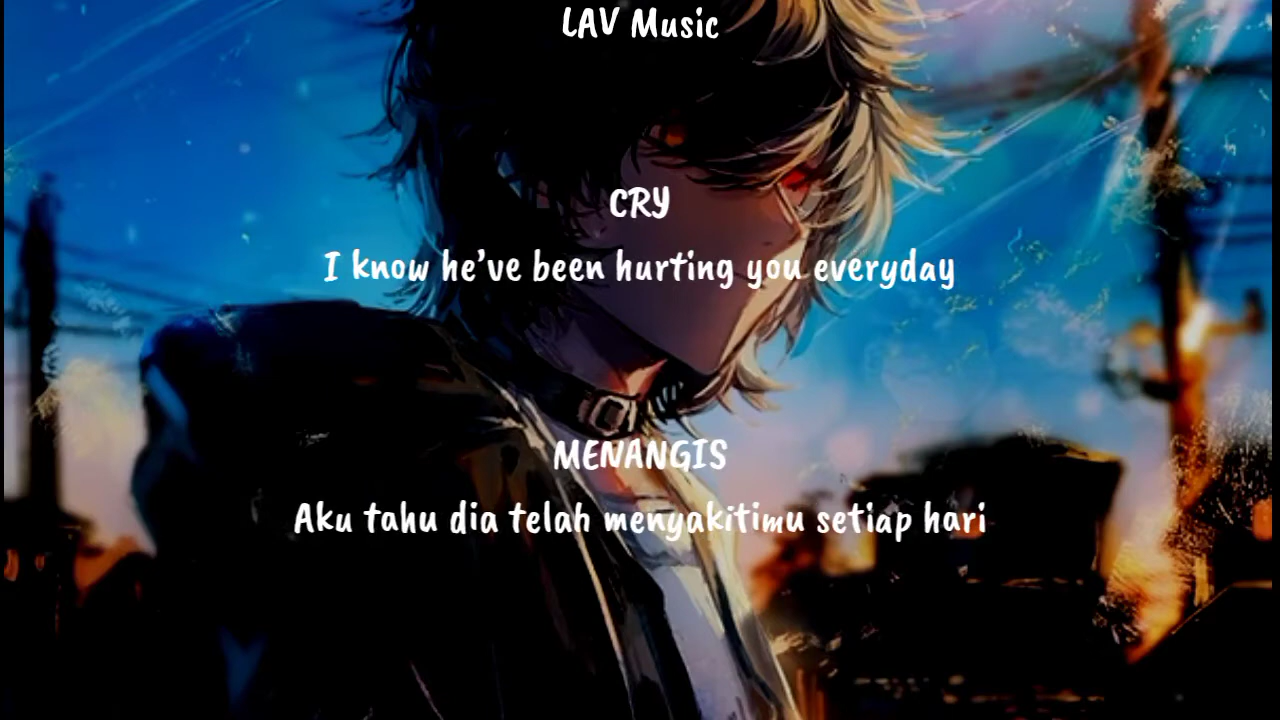 LAV Music
CRY
I know he’ve been hurting you everyday
MENANGIS
Aku tahu dia telah menyakitimu setiap hari